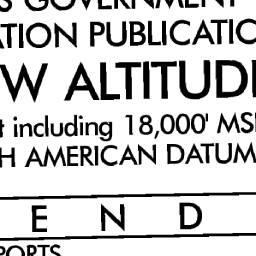 S GOVERNMENT
ATION PUBLICATIO
W ALTITUD
t including 18,000' MS
H AMERICAN DATUM
E N D
PORTS